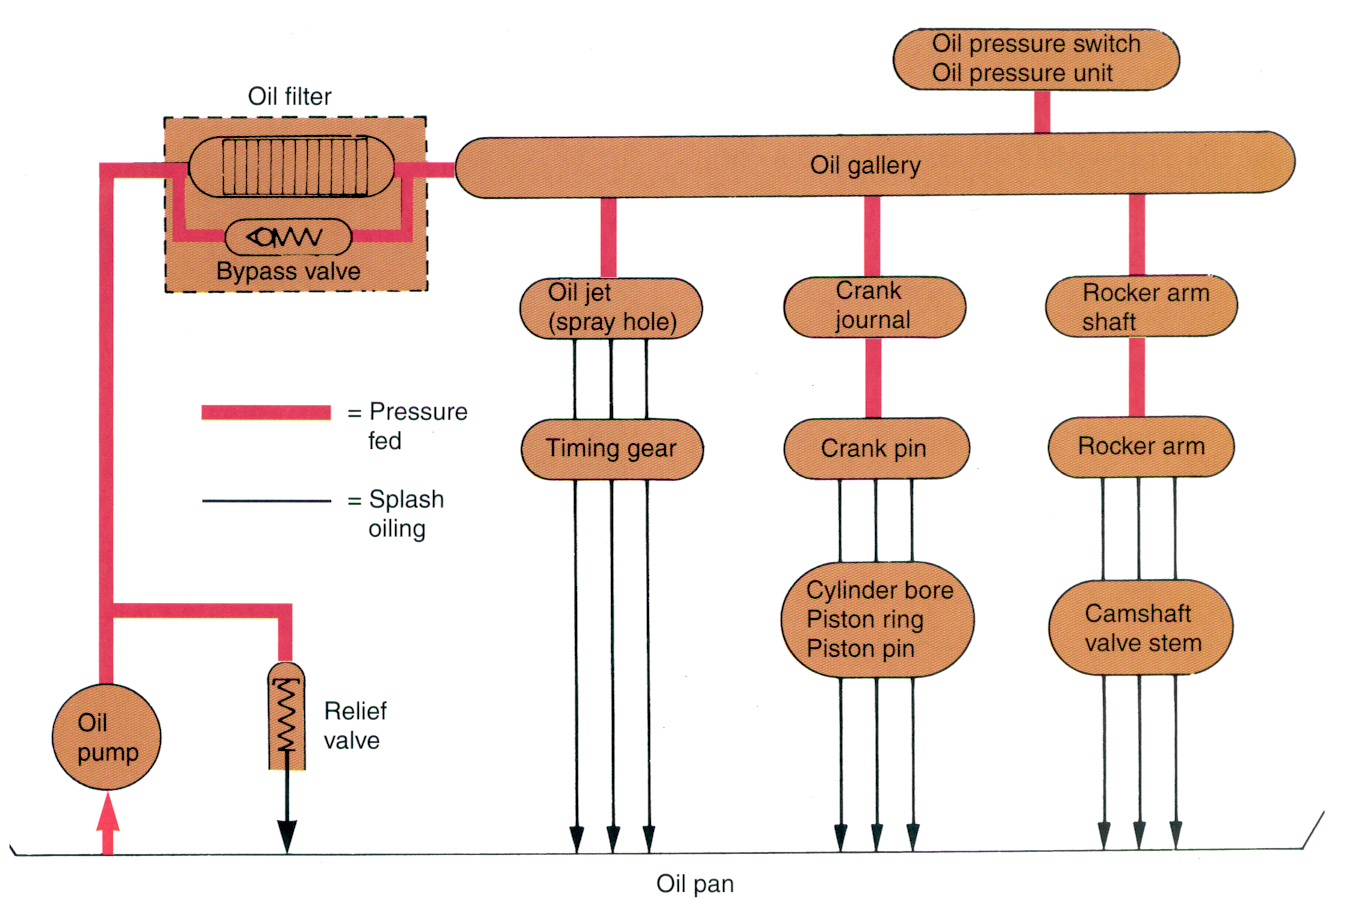 Oil pressure switch
Oil pressure unit
Oil filter
Oil gallery
Bypass valve
Oil jet
(spray hole)
Crank
journal
Rocker arm
shaft
= Pressure
fed
Timing gear
Crank pin
Rocker arm
= Splash
oiling
Cylinder bore
Piston ring
Piston pin
Camshaft
valve stem
Relief
valve
Oil
pump
Oil pan